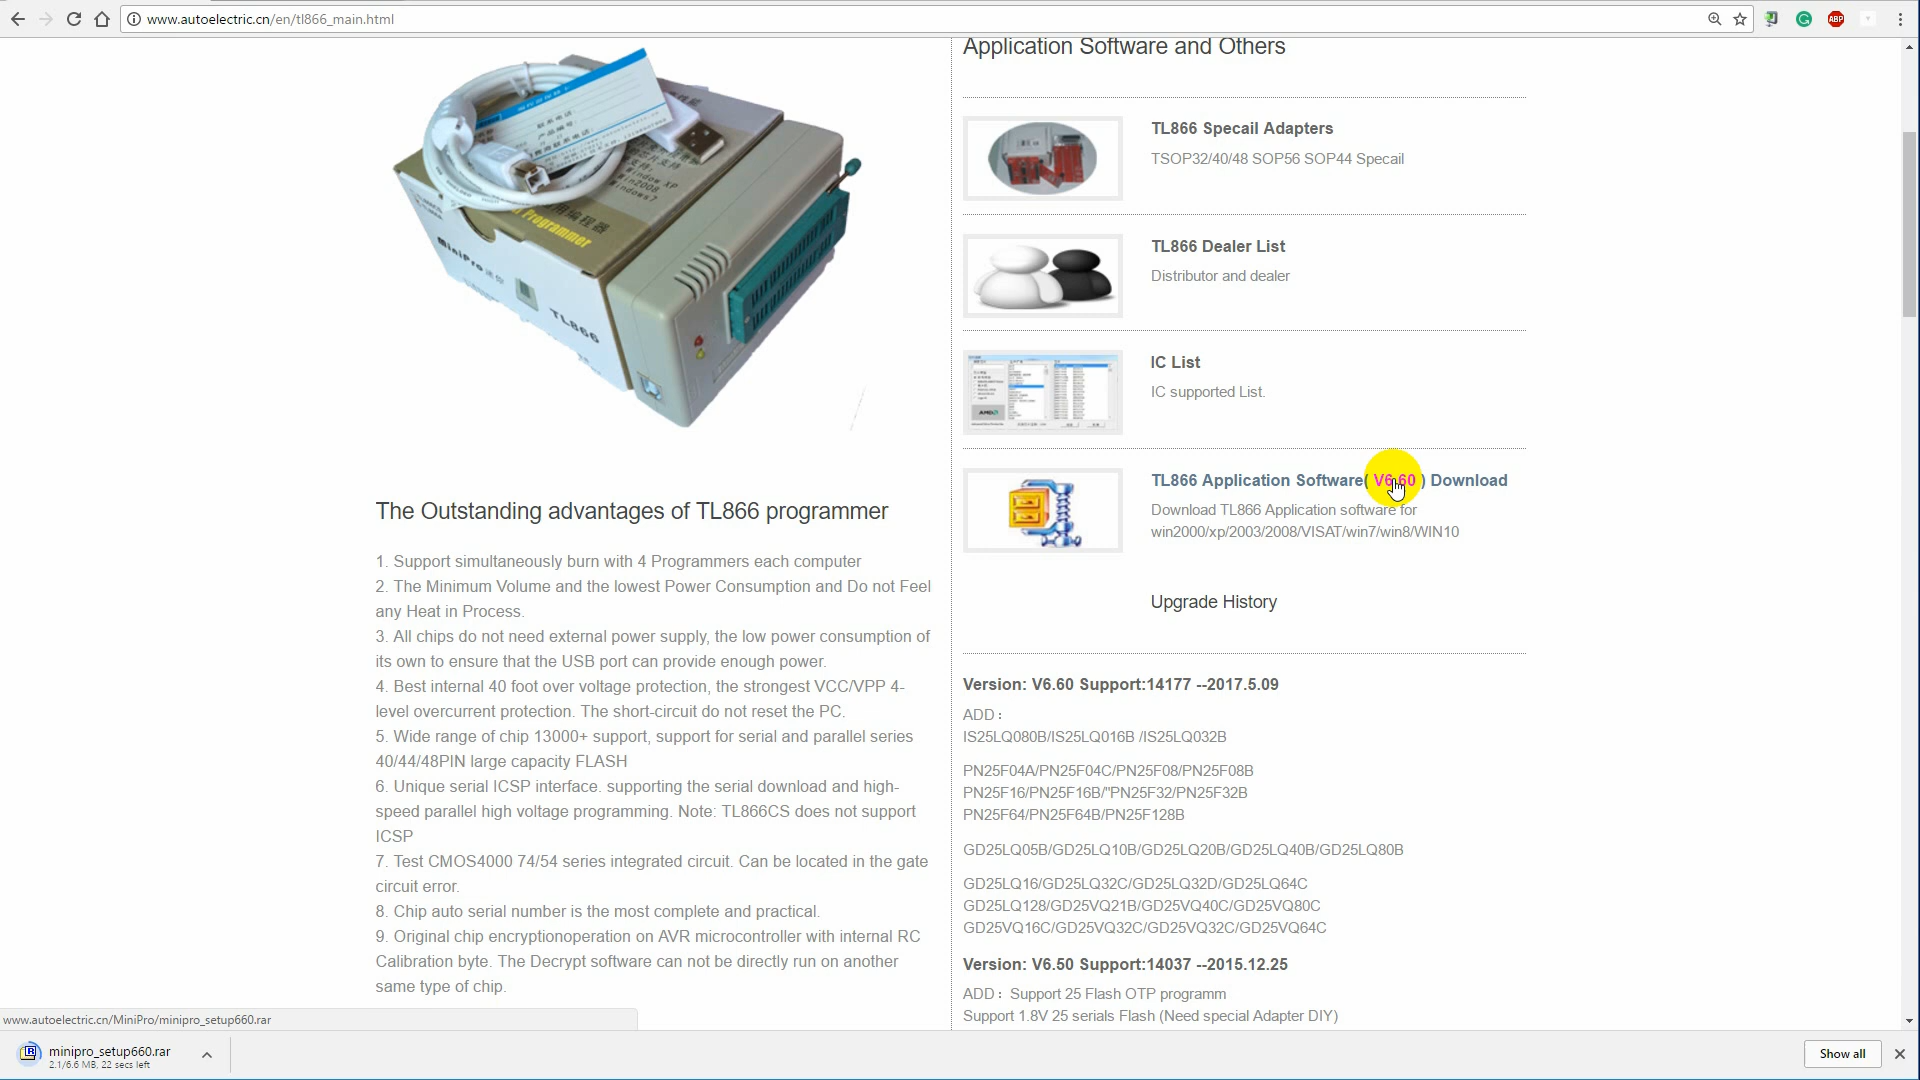 www.autoelectric.cn/en/tl866_main.html
ABP
MiniPro
TL866
Programmer
The Outstanding advantages of TL866 programmer
1. Support simultaneously burn with 4 Programmers each computer
2. The Minimum Volume and the lowest Power Consumption and Do not Feel
any Heat in Process.
3. All chips do not need external power supply, the low power consumption of
its own to ensure that the USB port can provide enough power.
4. Best internal 40 foot over voltage protection, the strongest VCC/VPP 4-
level overcurrent protection. The short-circuit do not reset the PC.
5. Wide range of chip 13000+ support, support for serial and parallel series
40/44/48PIN large capacity FLASH
6. Unique serial ICSP interface. supporting the serial download and high-
speed parallel high voltage programming. Note: TL866CS does not support
ICSP
7. Test CMOS4000 74/54 series integrated circuit. Can be located in the gate
circuit error.
8. Chip auto serial number is the most complete and practical.
9. Original chip encryptionoperation on AVR microcontroller with internal RC
Calibration byte. The Decrypt software can not be directly run on another
same type of chip.
Application Software and Others
TL866 Specail Adapters
TSOP32/40/48 SOP56 SOP44 Specail
TL866 Dealer List
Distributor and dealer
IC List
IC supported List.
AMD
TL866 Application Software( V6.60 ) Download
Download TL866 Application software for
win2000/xp/2003/2008/VISAT/win7/win8/WIN10
Upgrade History
Version: V6.60 Support:14177 --2017.5.09
ADD：
IS25LQ080B/IS25LQ016B /IS25LQ032B
PN25F04A/PN25F04C/PN25F08/PN25F08B
PN25F16/PN25F16B/"PN25F32/PN25F32B
PN25F64/PN25F64B/PN25F128B
GD25LQ05B/GD25LQ10B/GD25LQ20B/GD25LQ40B/GD25LQ80B
GD25LQ16/GD25LQ32C/GD25LQ32D/GD25LQ64C
GD25LQ128/GD25VQ21B/GD25VQ40C/GD25VQ80C
GD25VQ16C/GD25VQ32C/GD25VQ32C/GD25VQ64C
Version: V6.50 Support:14037 --2015.12.25
ADD：Support 25 Flash OTP programm
Support 1.8V 25 serials Flash (Need special Adapter DIY)
www.autoelectric.cn/MiniPro/minipro_setup660.rar
minipro_setup660.rar
2.1/6.6 MB, 22 secs left
Show all